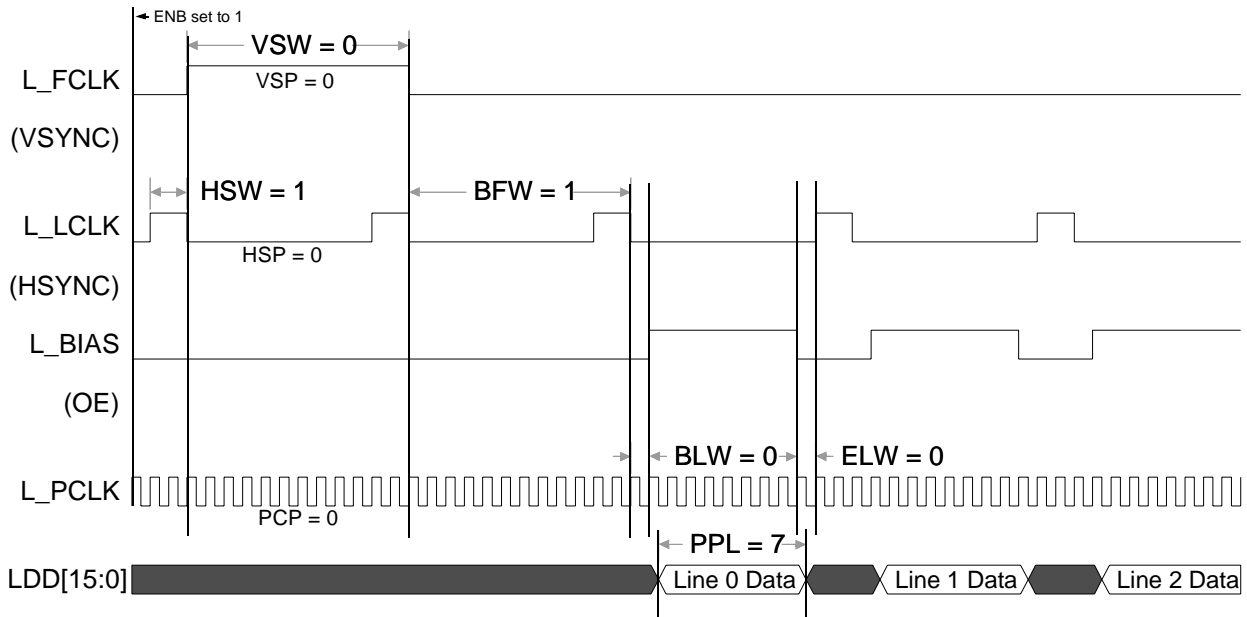 ENB set to 1
VSW = 0
L_FCLK
VSP = 0
(VSYNC)
HSW = 1
BFW = 1
L_LCLK
HSP = 0
(HSYNC)
L_BIAS
(OE)
BLW = 0
ELW = 0
L_PCLK
PCP = 0
PPL = 7
LDD[15:0]
Line 0 Data
Line 1 Data
Line 2 Data